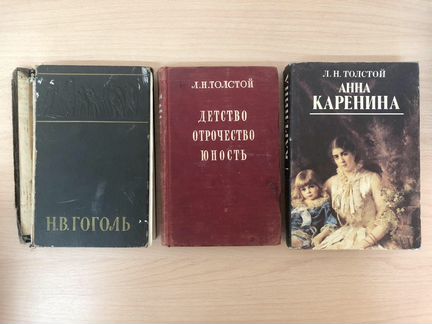 Н.В.ГОГОЛЬ
Л.Н.ТОЛСТОЙ
ДЕТСТВО
ОТРОЧЕСТВО
ЮНОСТЬ
Л. Н. ТОЛСТОЙ
АННА
КАРЕНИНА